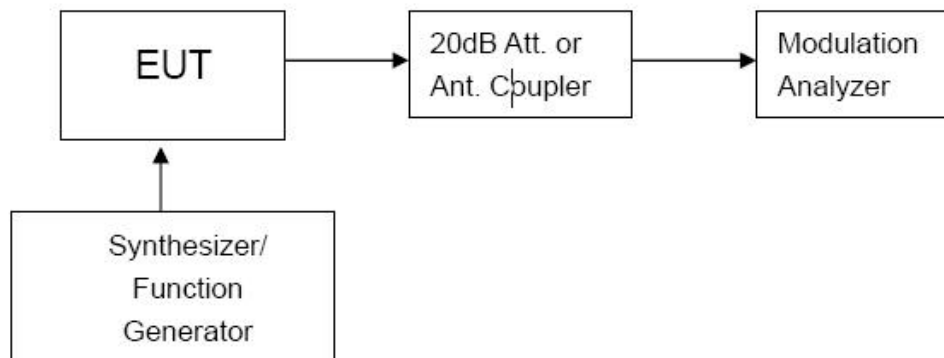 EUT
20dB Att. or
Ant. Coupler
Modulation
Analyzer
Synthesizer/
Function
Generator